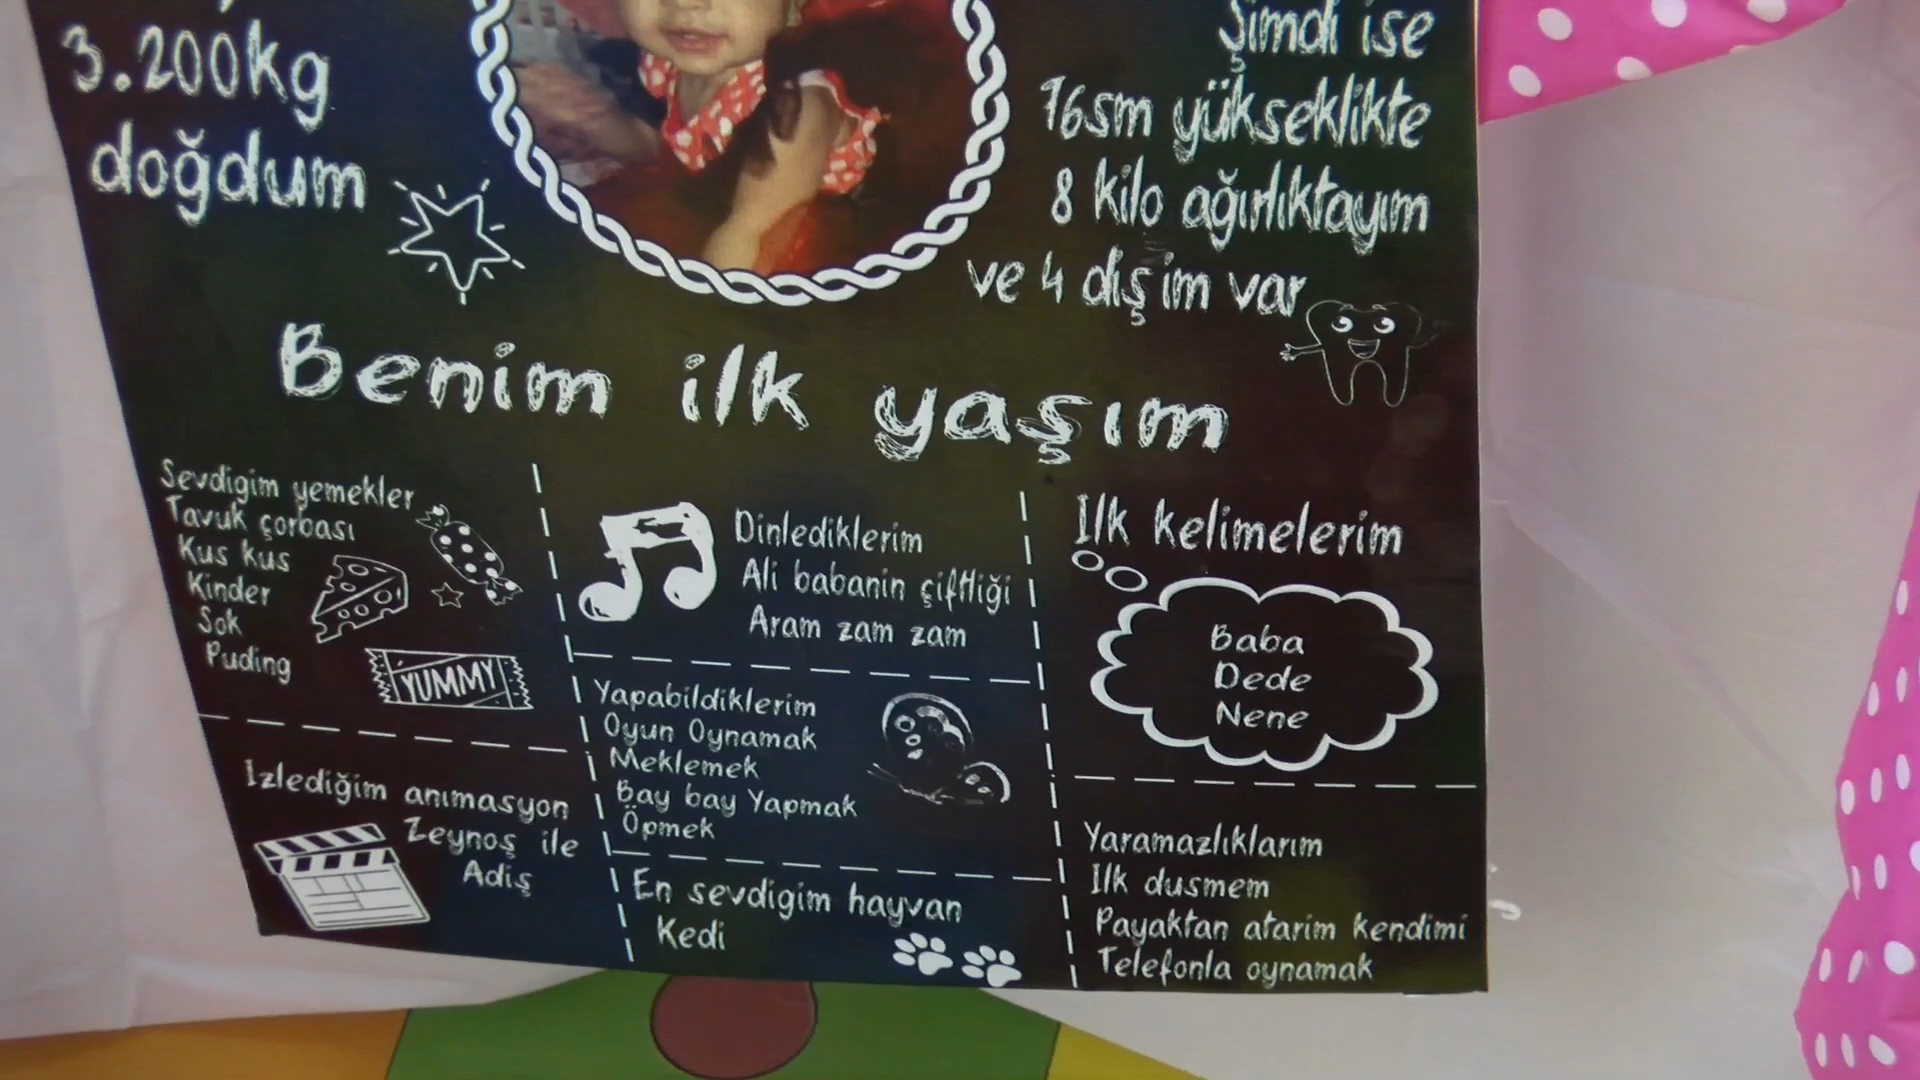 3.200kg
doğdum
Şimdi ise
76sm yükseklikte
8 kilo ağırlıktayım
ve 4 dişim var
Benim ilk yaşım
Sevdigim yemekler
Tavuk çorbası
Kus kus
Kinder
Sok
Puding
YUMMY
Dinlediklerim
Ali babanin çiftliği
Aram zam zam
Ilk kelimelerim
Baba
Dede
Nene
Yapabildiklerim
Oyun Oynamak
Meklemek
Bay bay Yapmak
Öpmek
Izlediğim anımasyon
Zeynoş ile
Adiş
En sevdigim hayvan
Kedi
Yaramazlıklarım
Ilk dusmem
Payaktan atarim kendimi
Telefonla oynamak